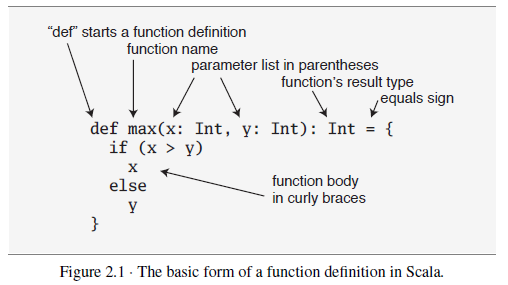 “def” starts a function definition
function name
parameter list in parentheses
function’s result type
equals sign
def max(x: Int, y: Int): Int = {
if (x > y)
x
else
y
}
function body
in curly braces
Figure 2.1 · The basic form of a function definition in Scala.